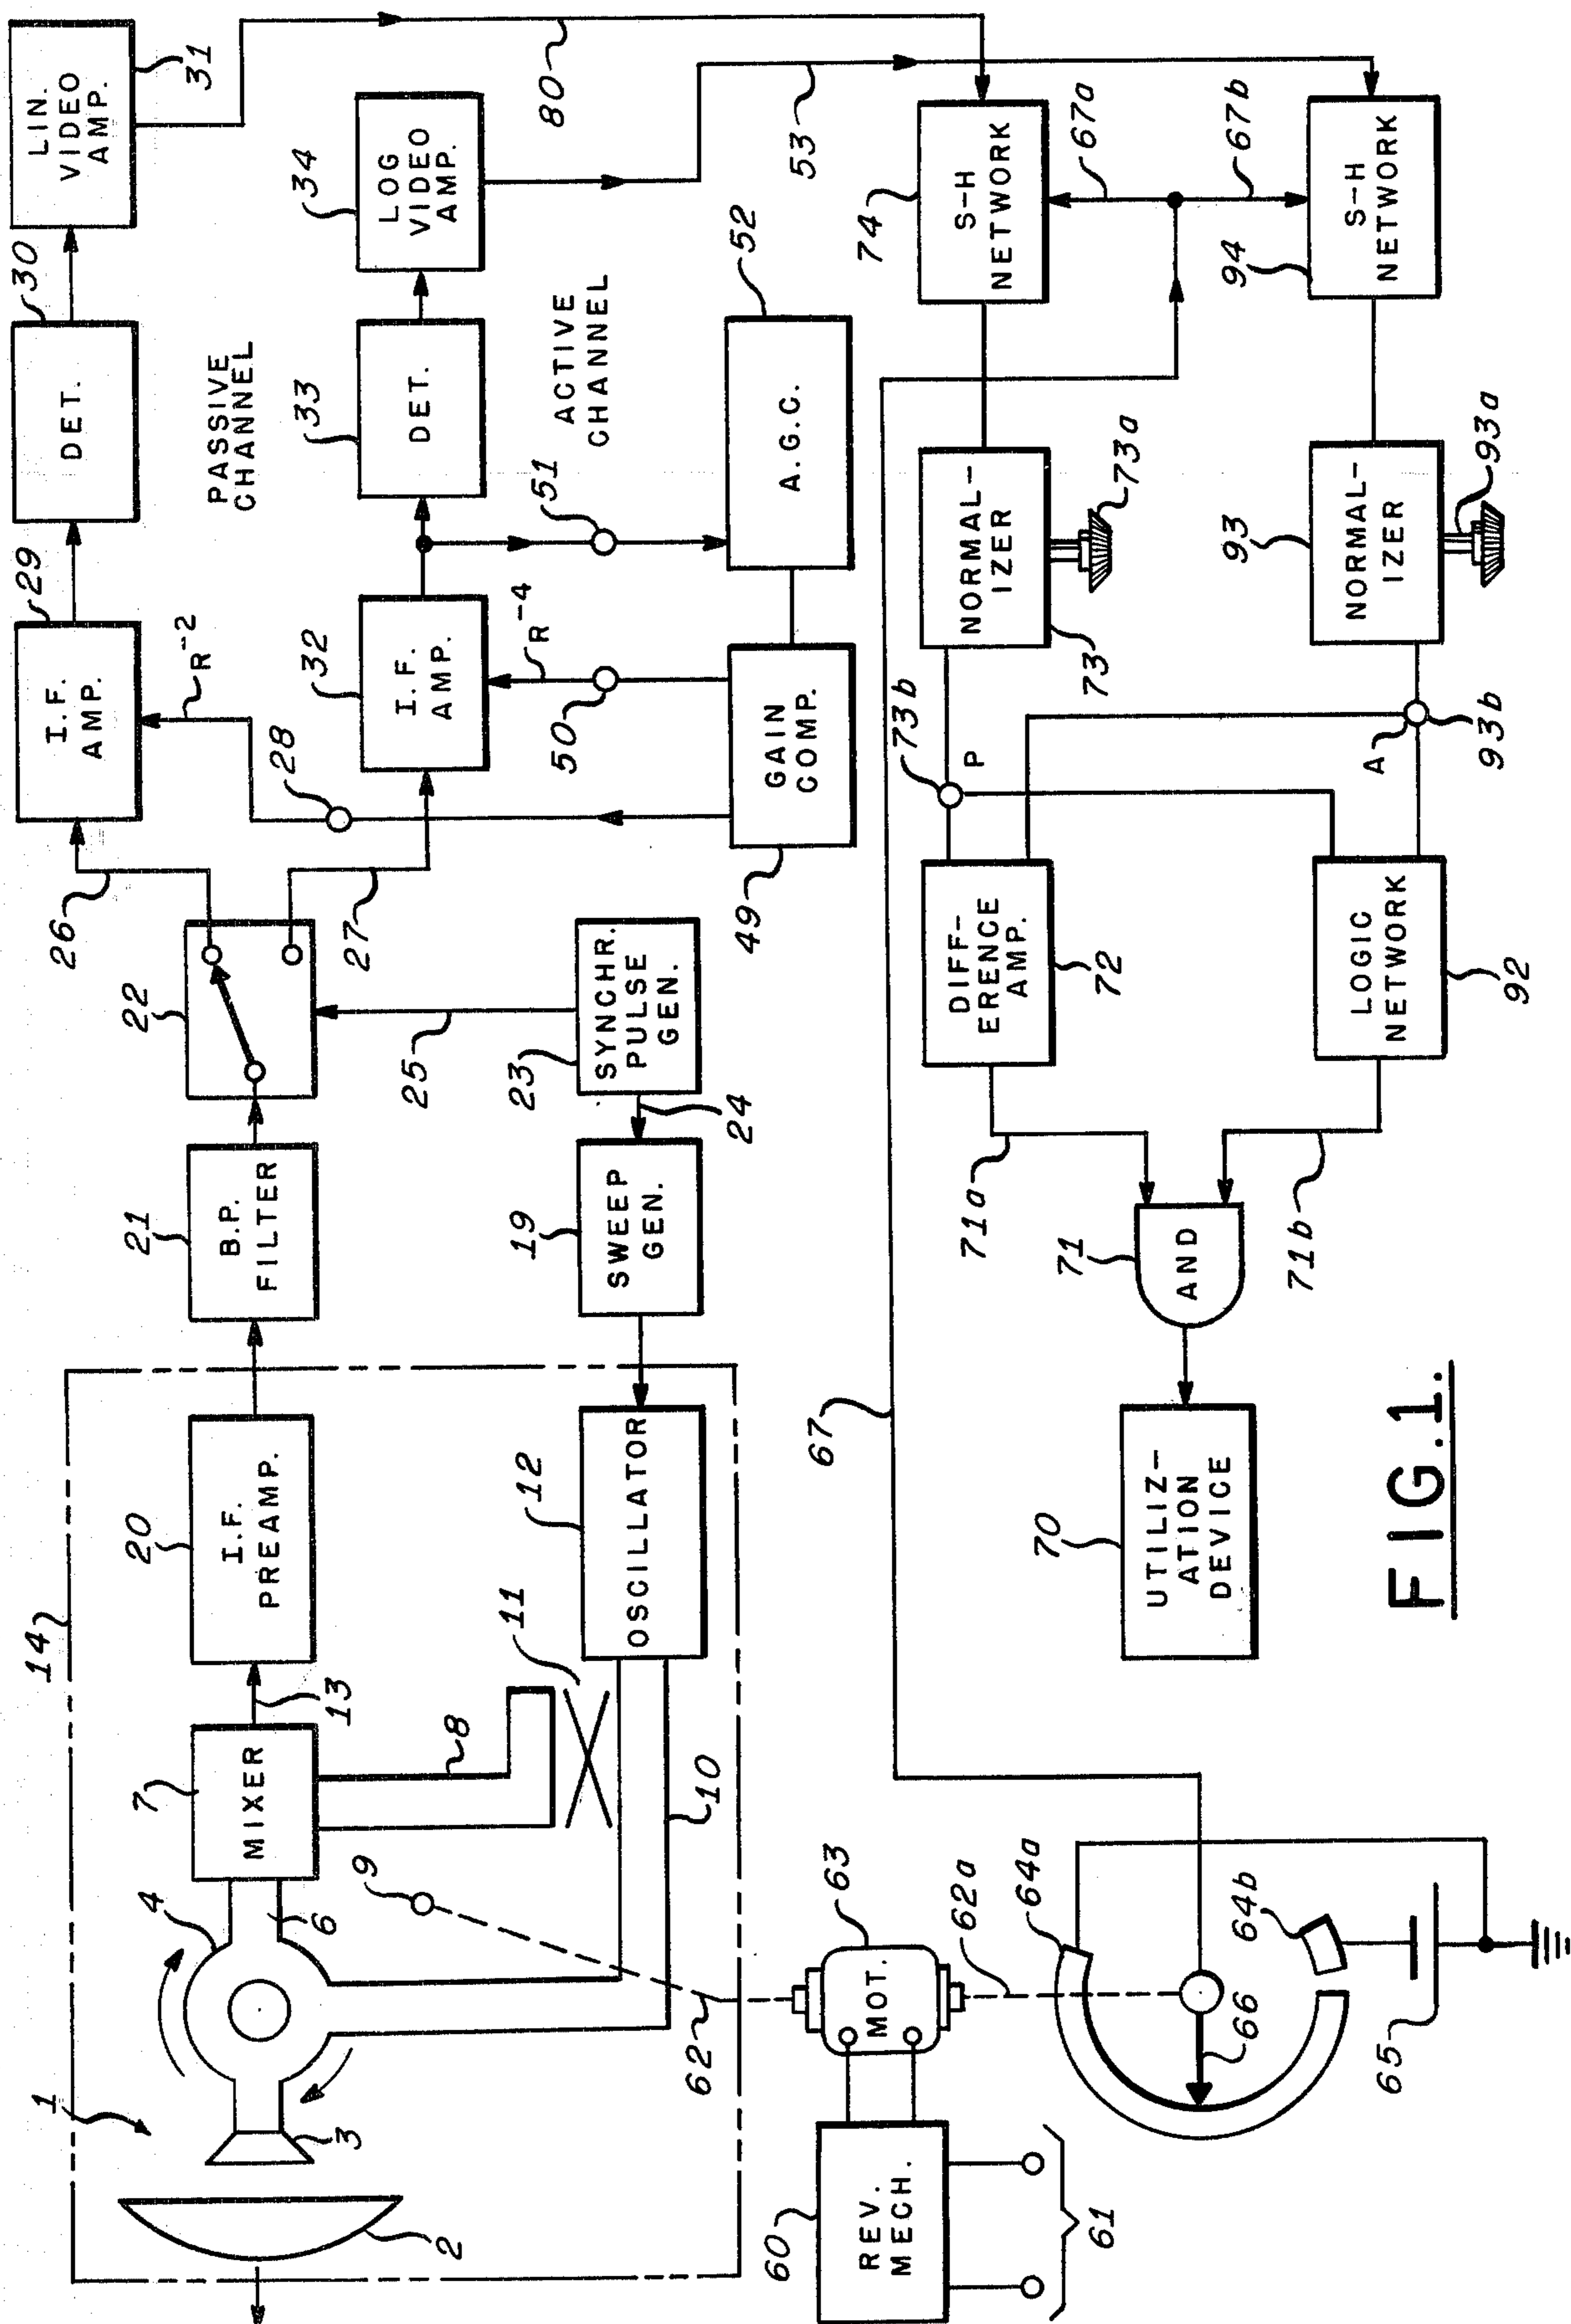 14
1
2
3
4
6
7
MIXER
13
8
9
20
I.F.
PREAMP.
21
B.P.
FILTER
22
26
27
25
29
I.F.
AMP.
R-2
28
30
DET.
LIN.
VIDEO
AMP.
31
PASSIVE
CHANNEL
32
I.F.
AMP.
R-4
50
51
33
DET.
34
LOG
VIDEO
AMP.
ACTIVE
CHANNEL
80
53
62
10
11
12
OSCILLATOR
19
SWEEP
GEN.
24
23
SYNCHR.
PULSE
GEN.
49
GAIN
COMP.
A.G.C.
52
60
REV.
MECH.
61
63
MOT.
62a
64a
64b
65
66
67
70
UTILIZ-
ATION
DEVICE
71
AND
71a
71b
DIFF-
ERENCE
AMP.
72
LOGIC
NETWORK
92
73b
P
A
93b
NORMAL-
IZER
73
73a
93
NORMAL-
IZER
93a
74
S-H
NETWORK
67a
67b
94
S-H
NETWORK
FIG.1.